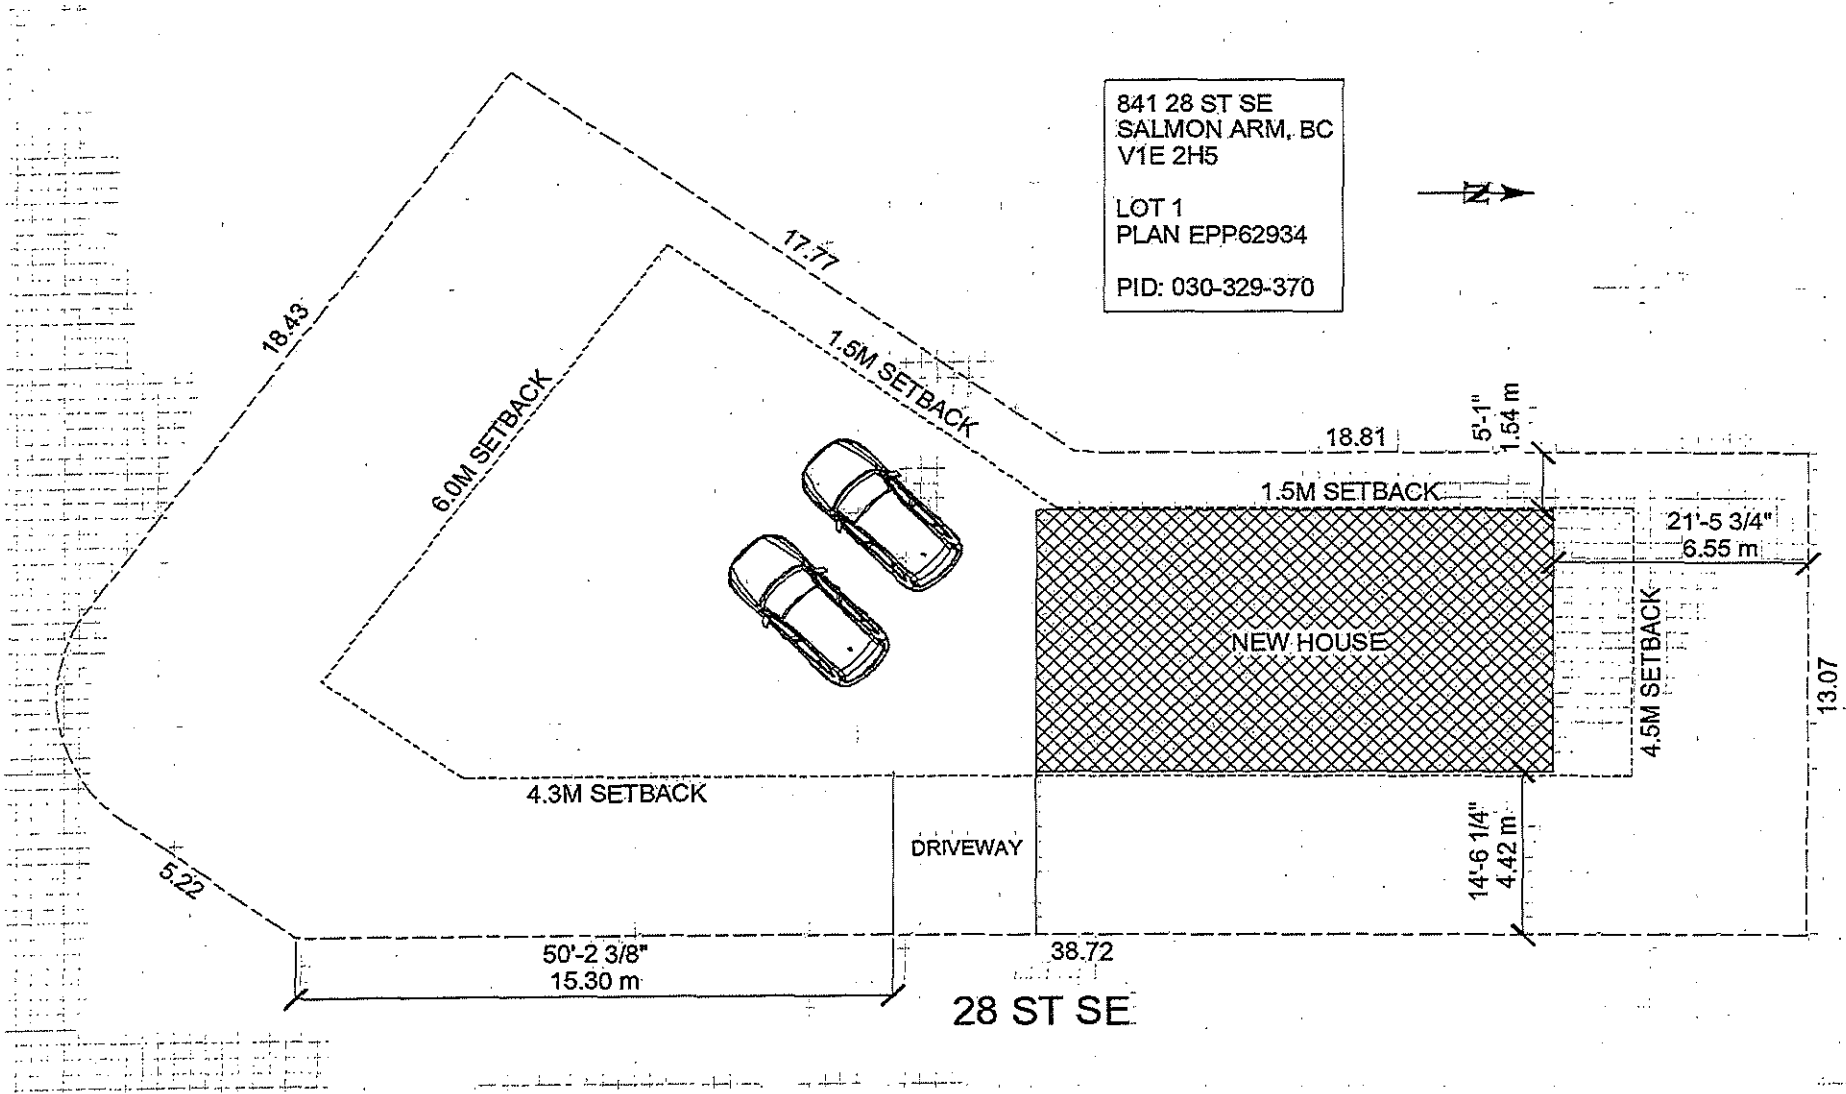 841 28 ST SE
SALMON ARM, BC
V1E 2H5
LOT 1
PLAN EPP62934
PID: 030-329-370
N
17.77
18.43
1.5M SETBACK
6.0M SETBACK
18.81
5'-1"
1.54 m
1.5M SETBACK
21'-5 3/4"
6.55 m
NEW HOUSE
4.5M SETBACK
13.07
4.3M SETBACK
DRIVEWAY
14'-6 1/4"
4.42 m
5.22
50'-2 3/8"
15.30 m
38.72
28 ST SE